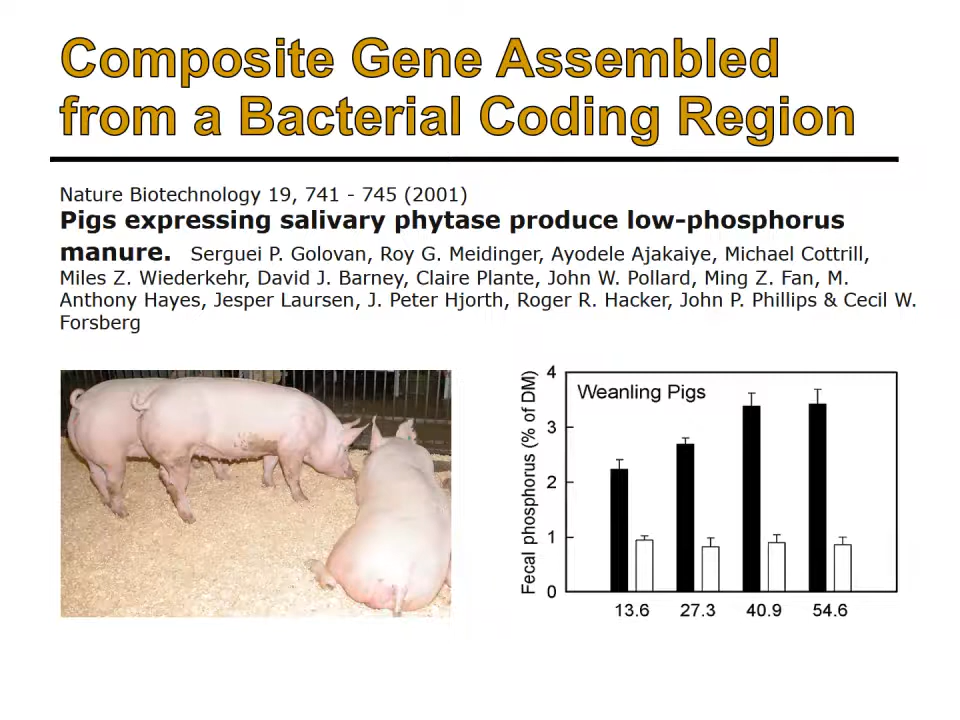 Composite Gene Assembled
from a Bacterial Coding Region
Nature Biotechnology 19, 741 - 745 (2001)
Pigs expressing salivary phytase produce low-phosphorus
manure. Serguei P. Golovan, Roy G. Meidinger, Ayodele Ajakaiye, Michael Cottrill,
Miles Z. Wiederkehr, David J. Barney, Claire Plante, John W. Pollard, Ming Z. Fan, M.
Anthony Hayes, Jesper Laursen, J. Peter Hjorth, Roger R. Hacker, John P. Phillips & Cecil W.
Forsberg
Weanling Pigs
Fecal phosphorus (% of DM)
4
3
2
1
0
13.6 27.3 40.9 54.6